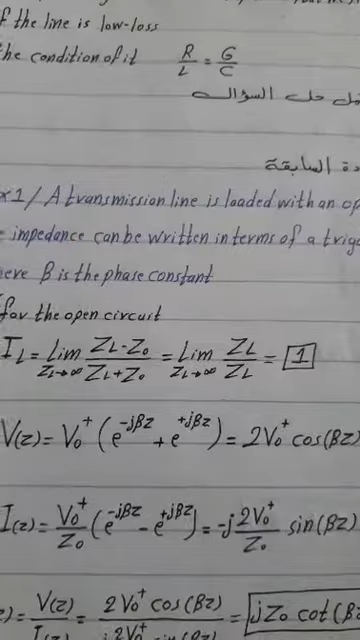 f the line is low-loss
the condition of it R/L = G/C
حل السؤال
السابقة
x1 / A transmission line is loaded with an op
e impedance can be written in terms of a trigo
here B is the phase constant
for the open circuit
ΓL = Lim ZL→∞ (ZL - Zo)/(ZL + Zo) = Lim ZL→∞ ZL/ZL = 1
V(z) = Vo+ (e^-jβz + e^+jβz) = 2Vo+ cos(βz
I(z) = Vo+/Zo (e^-jβz - e^+jβz) = -j 2Vo+/Zo sin(βz)
) = V(z)/I(z) = 2Vo+ cos(βz)/ = jZo cot(β